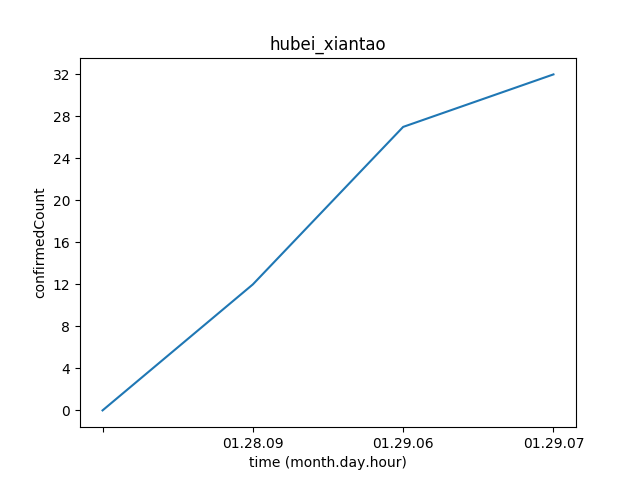 hubei_xiantao
confirmedCount
32
28
24
20
16
12
8
4
0
01.28.09 01.29.06 01.29.07
time (month.day.hour)